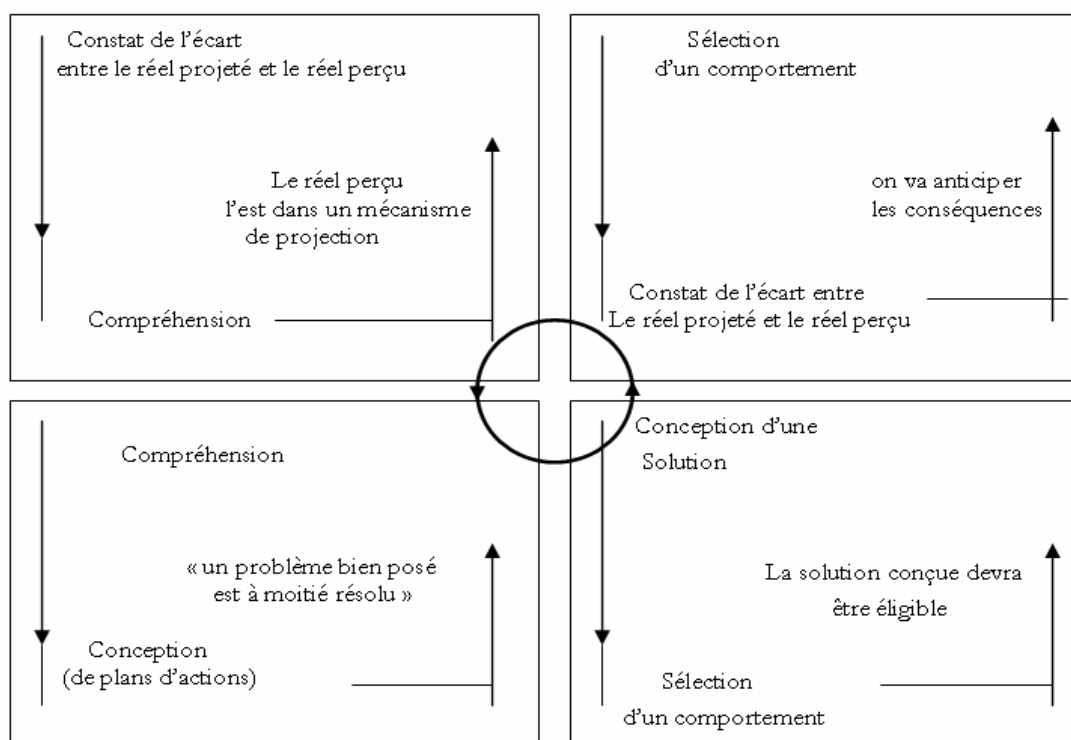 Constat de l'écart
entre le réel projeté et le réel perçu
Le réel perçu
l'est dans un mécanisme
de projection
Compréhension
Sélection
d'un comportement
on va anticiper
les conséquences
Constat de l'écart entre
Le réel projeté et le réel perçu
Compréhension
« un problème bien posé
est à moitié résolu »
Conception
(de plans d'actions)
Conception d'une
Solution
La solution conçue devra
être éligible
Sélection
d'un comportement